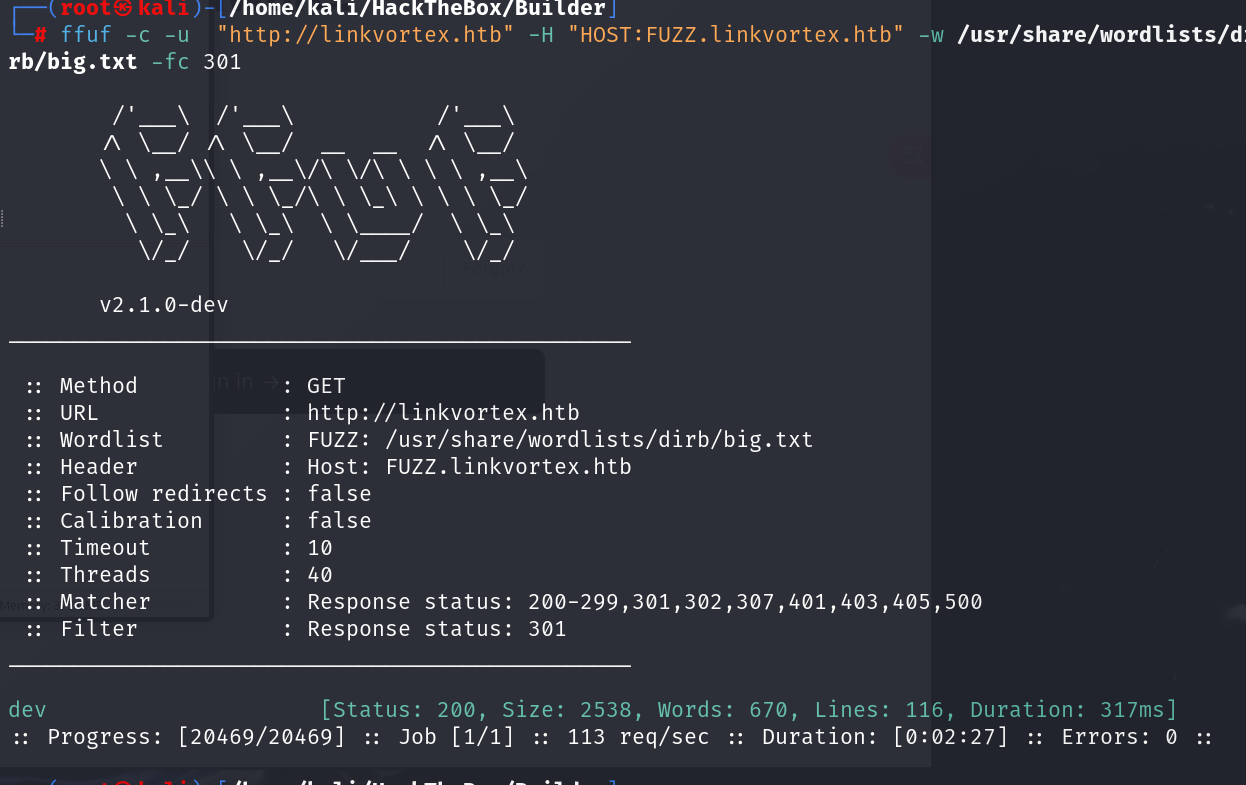 (root㉿kali)-[/home/kali/HackTheBox/Builder]
# ffuf -c -u  "http://linkvortex.htb" -H "HOST:FUZZ.linkvortex.htb" -w /usr/share/wordlists/di
rb/big.txt -fc 301
v2.1.0-dev
:: Method : GET
:: URL : http://linkvortex.htb
:: Wordlist : FUZZ: /usr/share/wordlists/dirb/big.txt
:: Header : Host: FUZZ.linkvortex.htb
:: Follow redirects : false
:: Calibration : false
:: Timeout : 10
:: Threads : 40
:: Matcher : Response status: 200-299,301,302,307,401,403,405,500
:: Filter : Response status: 301
dev [Status: 200, Size: 2538, Words: 670, Lines: 116, Duration: 317ms]
:: Progress: [20469/20469] :: Job [1/1] :: 113 req/sec :: Duration: [0:02:27] :: Errors: 0 ::